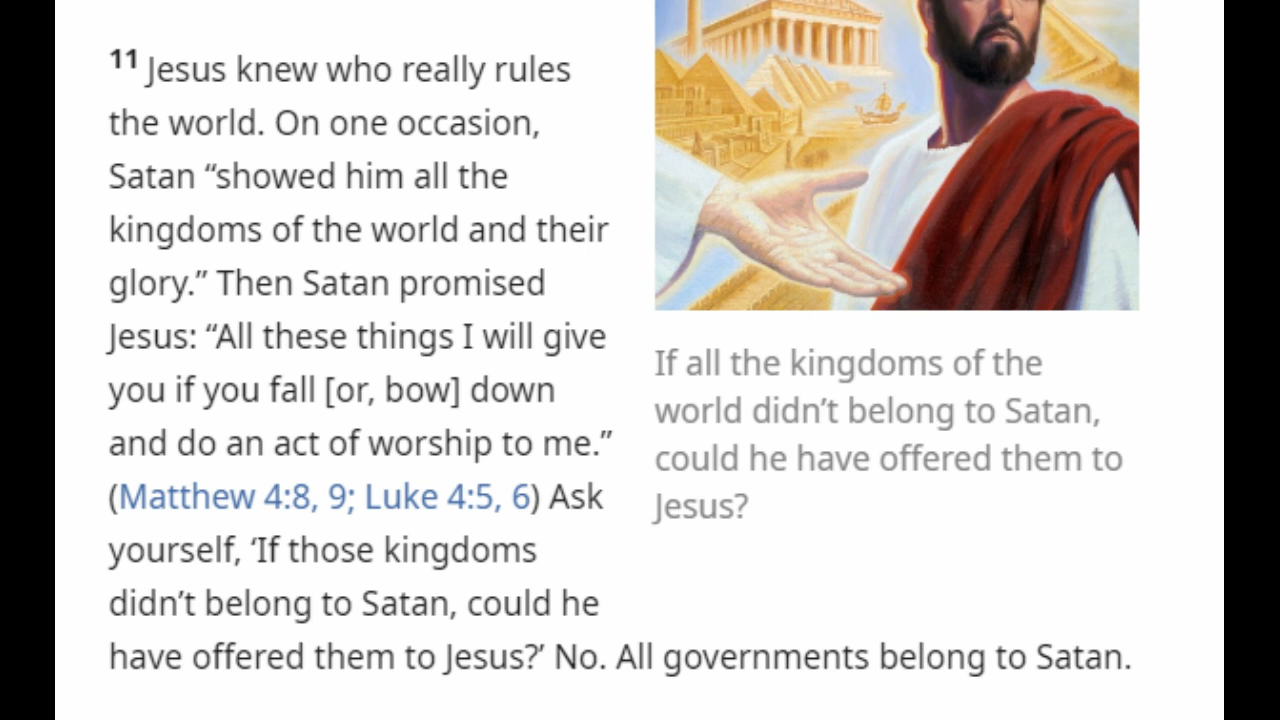 11 Jesus knew who really rules
the world. On one occasion,
Satan “showed him all the
kingdoms of the world and their
glory.” Then Satan promised
Jesus: “All these things I will give
you if you fall [or, bow] down
and do an act of worship to me.”
(Matthew 4:8, 9; Luke 4:5, 6) Ask
yourself, ‘If those kingdoms
didn’t belong to Satan, could he
have offered them to Jesus?’ No. All governments belong to Satan.
If all the kingdoms of the
world didn’t belong to Satan,
could he have offered them to
Jesus?